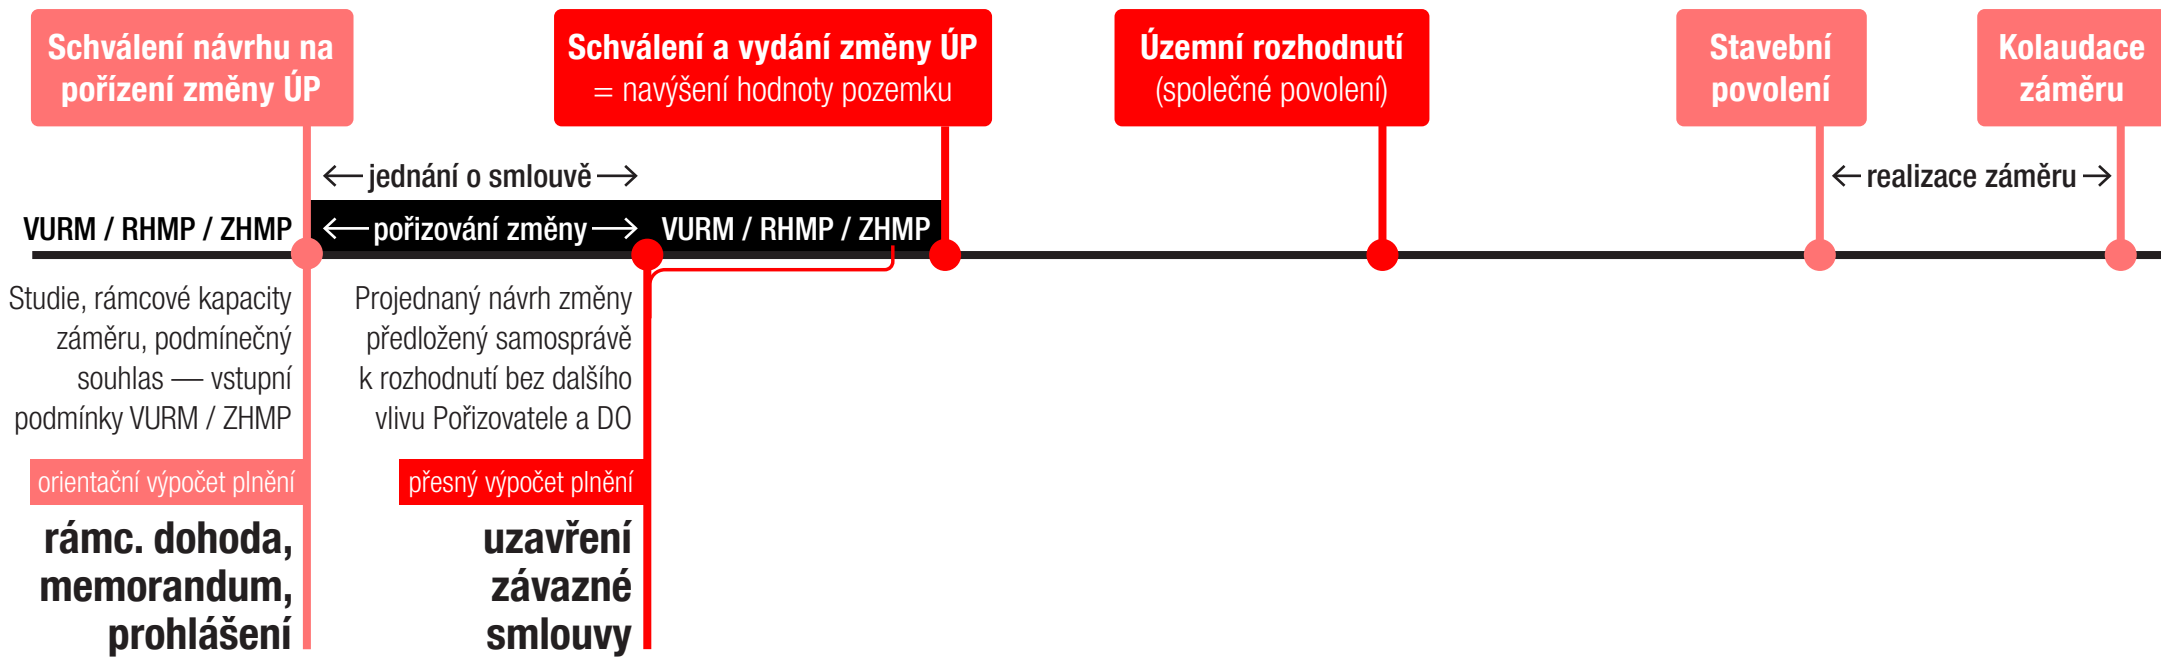 Schválení návrhu na
pořízení změny ÚP
Schválení a vydání změny ÚP
= navýšení hodnoty pozemku
Územní rozhodnutí
(společné povolení)
Stavební
povolení
Kolaudace
záměru
jednání o smlouvě
realizace záměru
VURM / RHMP / ZHMP
pořizování změny
VURM / RHMP / ZHMP
Studie, rámcové kapacity
záměru, podmínečný
souhlas — vstupní
podmínky VURM / ZHMP
Projednaný návrh změny
předložený samosprávě
k rozhodnutí bez dalšího
vlivu Pořizovatele a DO
orientační výpočet plnění
přesný výpočet plnění
rámc. dohoda,
memorandum,
prohlášení
uzavření
závazné
smlouvy